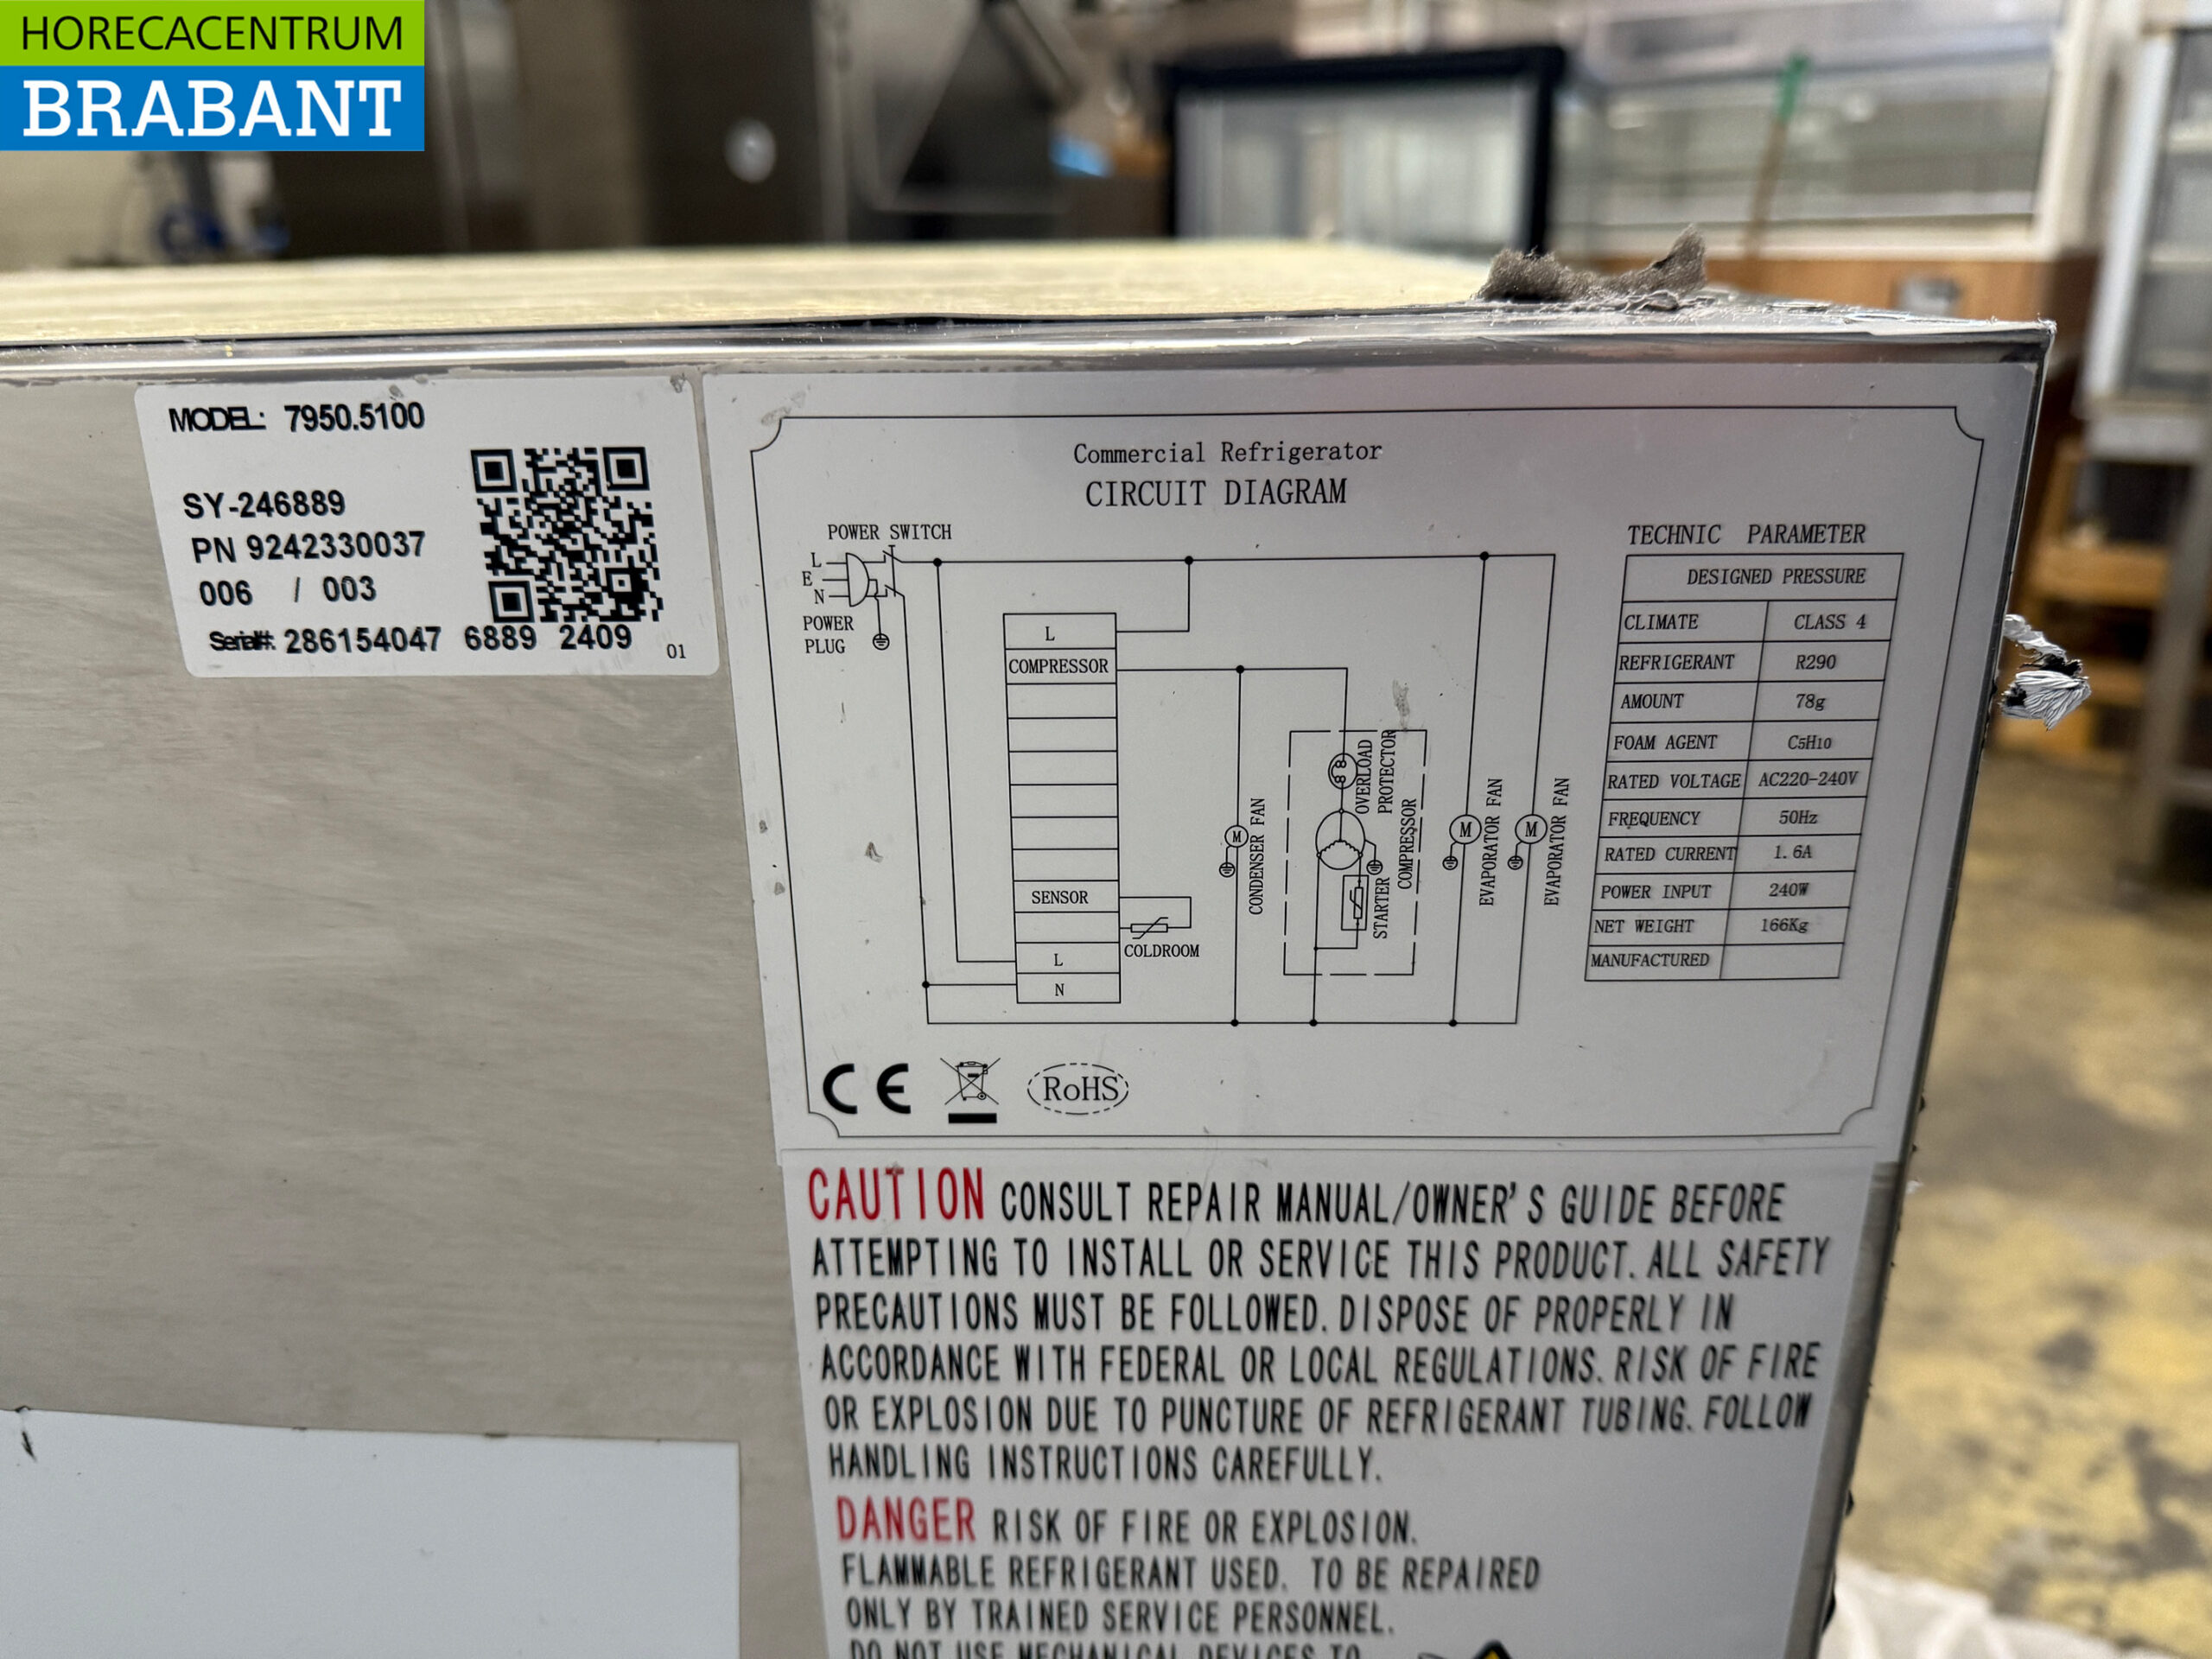 HORECACENTRUM
BRABANT
MODEL: 7950.5100
SY-246889
PN 9242330037
006 / 003
Serial#: 286154047 6889 2409
01
Commercial Refrigerator
CIRCUIT DIAGRAM
POWER SWITCH
L
E
N
POWER
PLUG
L
COMPRESSOR
SENSOR
L
N
COLDROOM
M
CONDENSER FAN
OVERLOAD
PROTECTOR
STARTER
COMPRESSOR
M
EVAPORATOR FAN
M
EVAPORATOR FAN
TECHNIC PARAMETER
DESIGNED PRESSURE
CLIMATE CLASS 4
REFRIGERANT R290
AMOUNT 78g
FOAM AGENT C5H10
RATED VOLTAGE AC220-240V
FREQUENCY 50Hz
RATED CURRENT 1.6A
POWER INPUT 240W
NET WEIGHT 166Kg
MANUFACTURED
CE
RoHS
CAUTION CONSULT REPAIR MANUAL/OWNER'S GUIDE BEFORE
ATTEMPTING TO INSTALL OR SERVICE THIS PRODUCT. ALL SAFETY
PRECAUTIONS MUST BE FOLLOWED. DISPOSE OF PROPERLY IN
ACCORDANCE WITH FEDERAL OR LOCAL REGULATIONS. RISK OF FIRE
OR EXPLOSION DUE TO PUNCTURE OF REFRIGERANT TUBING. FOLLOW
HANDLING INSTRUCTIONS CAREFULLY.
DANGER RISK OF FIRE OR EXPLOSION.
FLAMMABLE REFRIGERANT USED. TO BE REPAIRED
ONLY BY TRAINED SERVICE PERSONNEL.
DO NOT USE MECHANICAL DEVICES TO